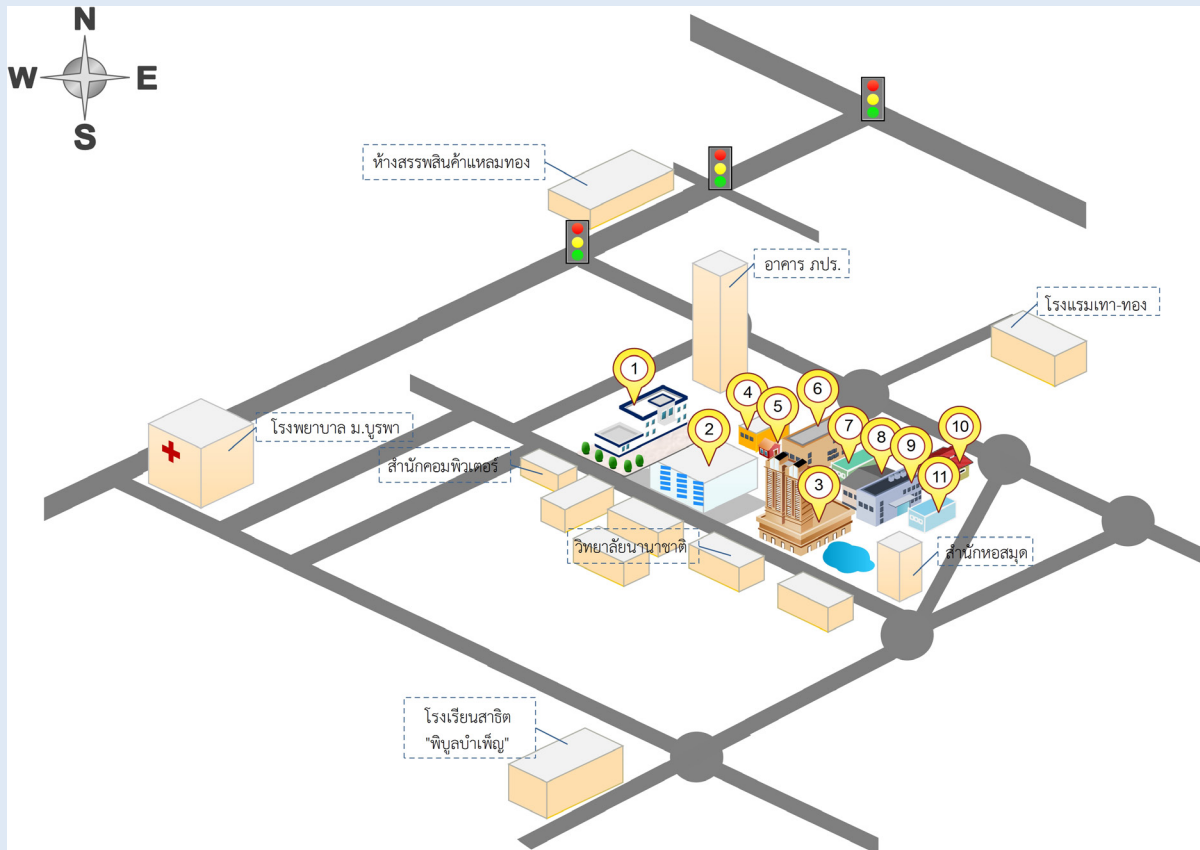 N
W E
S
ห้างสรรพสินค้าแหลมทอง
อาคาร ภปร.
โรงแรมเทา-ทอง
1
4
5
6
2
7
8
9
10
3
11
โรงพยาบาล ม.บูรพา
สำนักคอมพิวเตอร์
วิทยาลัยนานาชาติ
สำนักหอสมุด
โรงเรียนสาธิต
"พิบูลบำเพ็ญ"